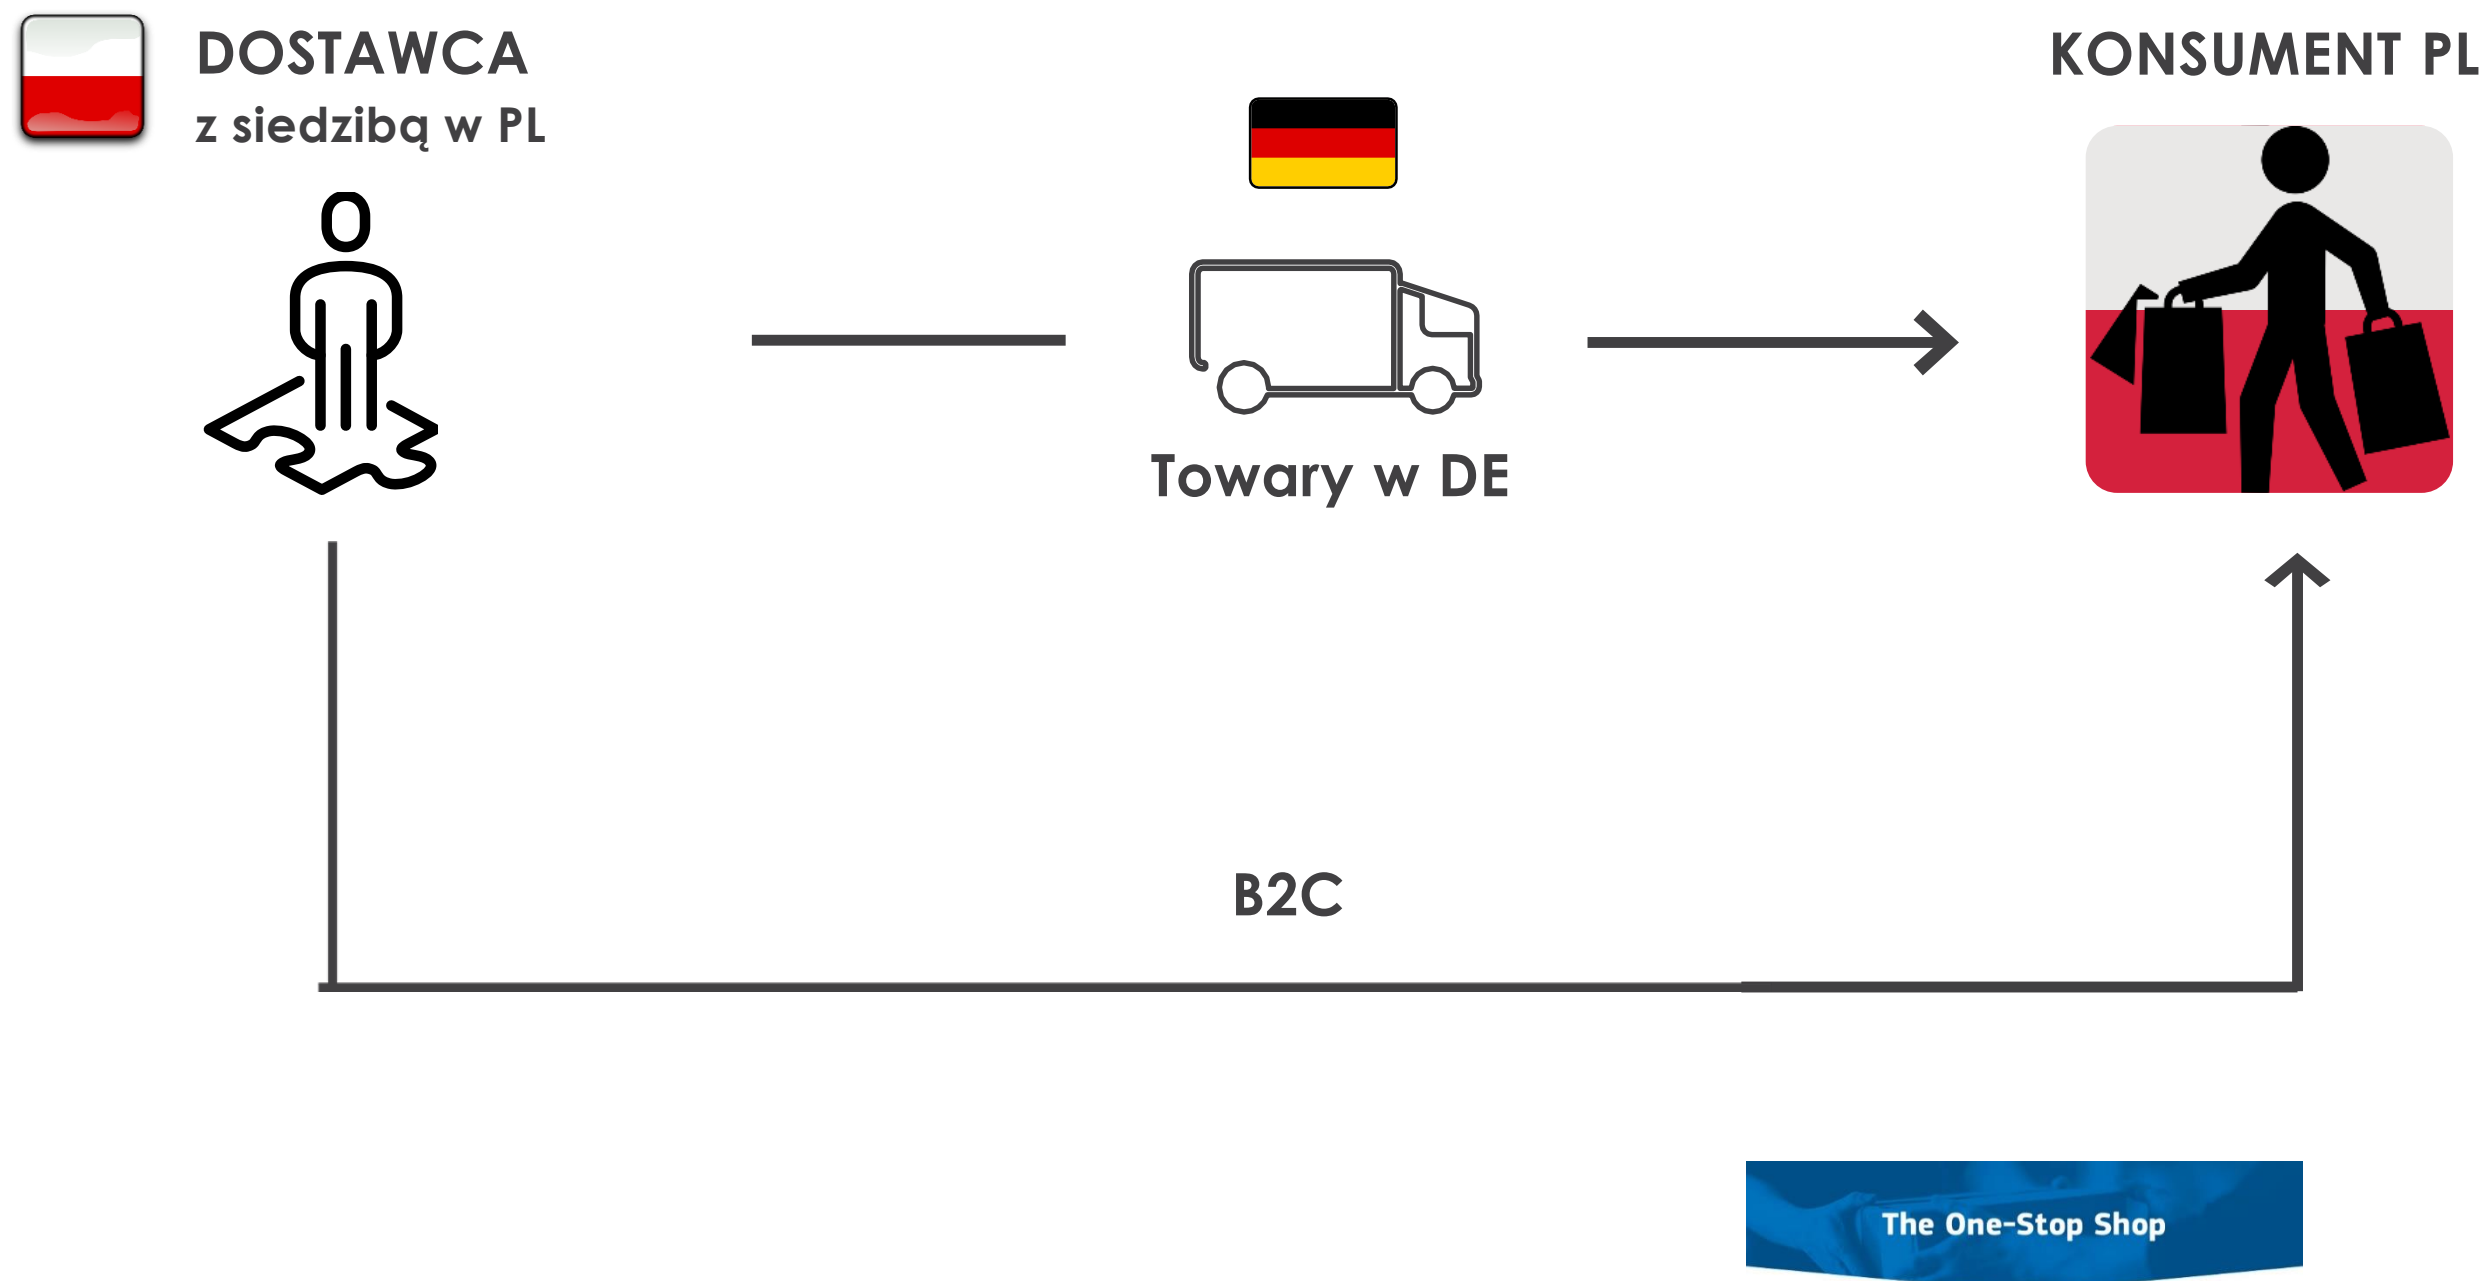 DOSTAWCA
z siedzibą w PL
KONSUMENT PL
Towary w DE
B2C
The One-Stop Shop